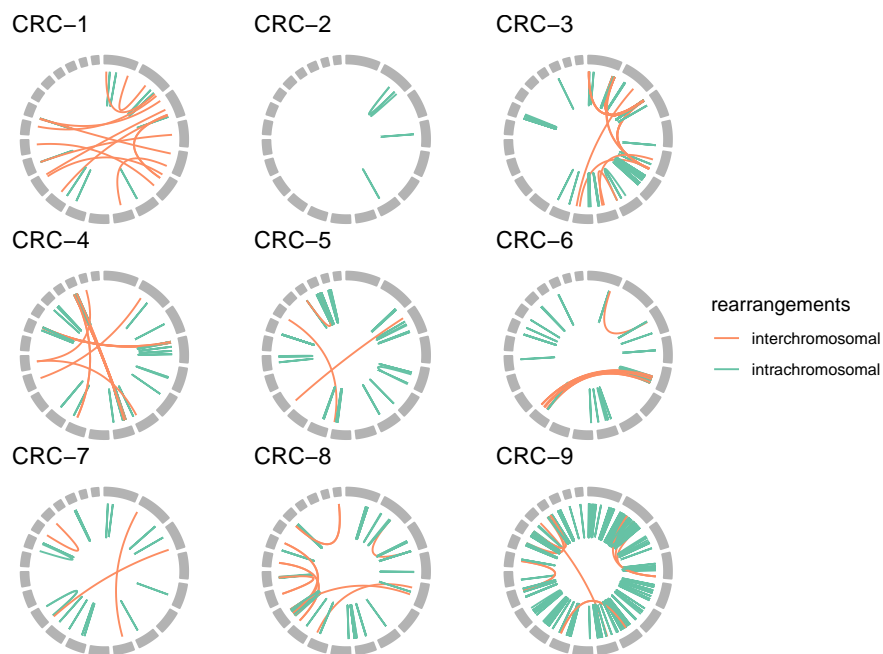 CRC−1
CRC−2
CRC−3
CRC−4
CRC−5
CRC−6
rearrangements
interchromosomal
intrachromosomal
CRC−7
CRC−8
CRC−9